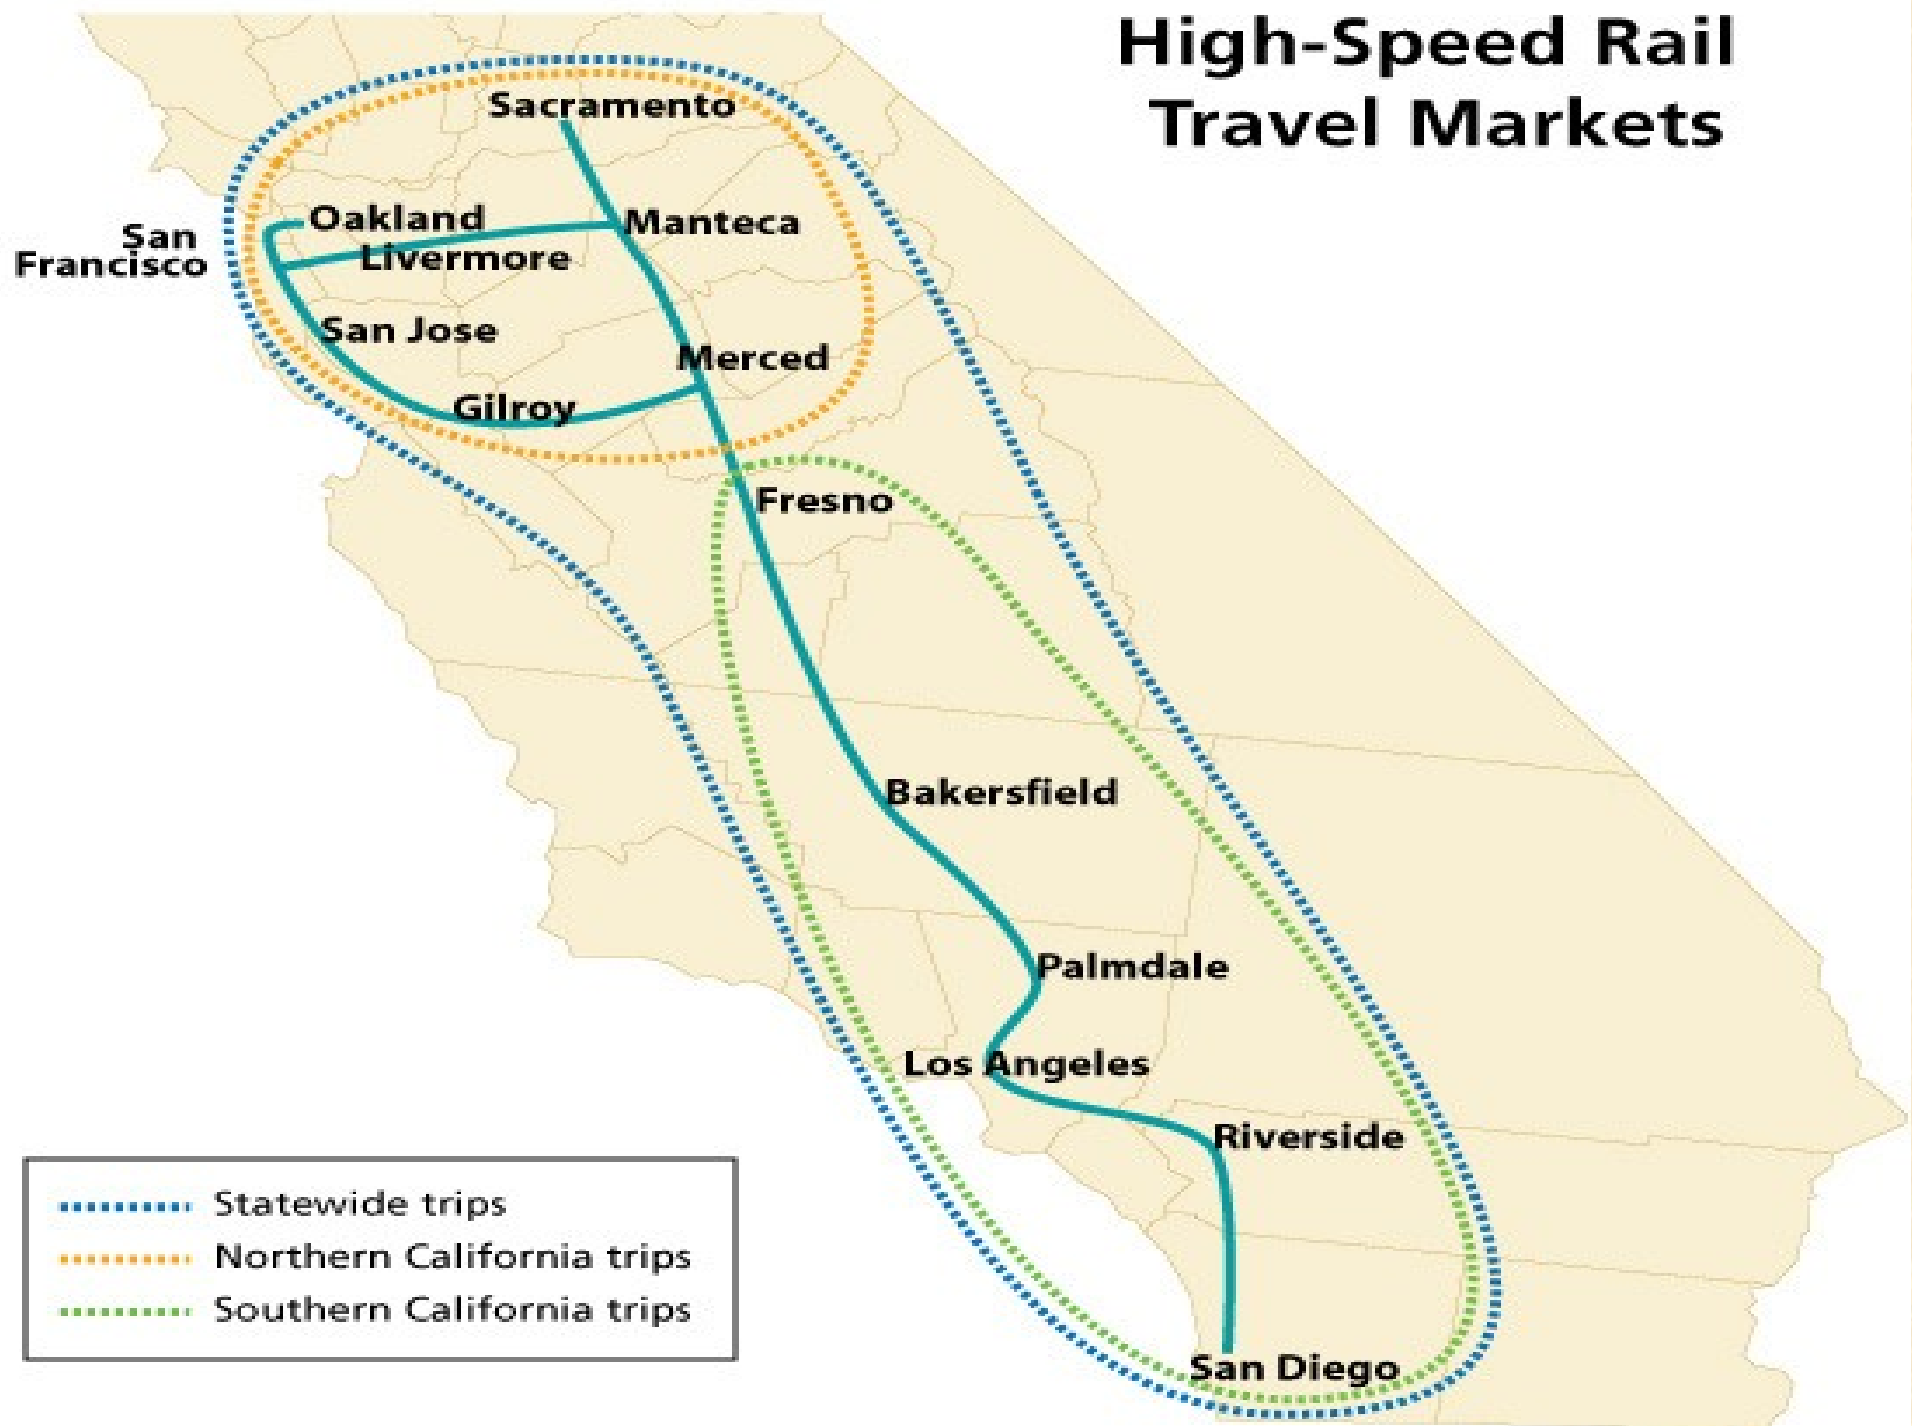 High-Speed Rail
Travel Markets
Sacramento
Oakland
Manteca
San
Francisco
Livermore
San Jose
Merced
Gilroy
Fresno
Bakersfield
Palmdale
Los Angeles
Riverside
San Diego
Statewide trips
Northern California trips
Southern California trips